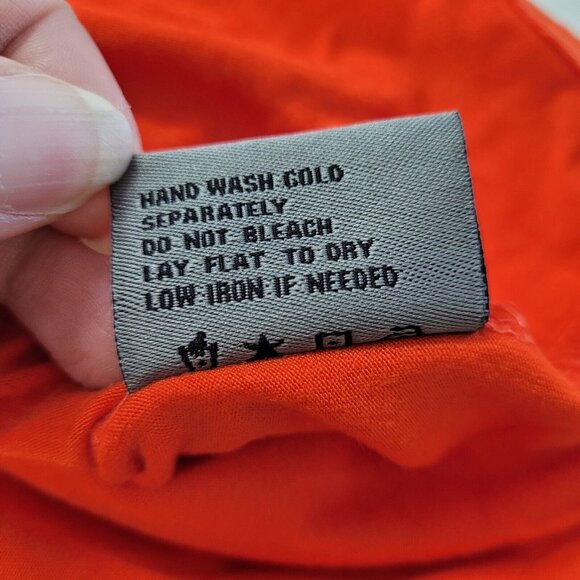 HAND WASH COLD
SEPARATELY
DO NOT BLEACH
LAY FLAT TO DRY
LOW IRON IF NEEDED